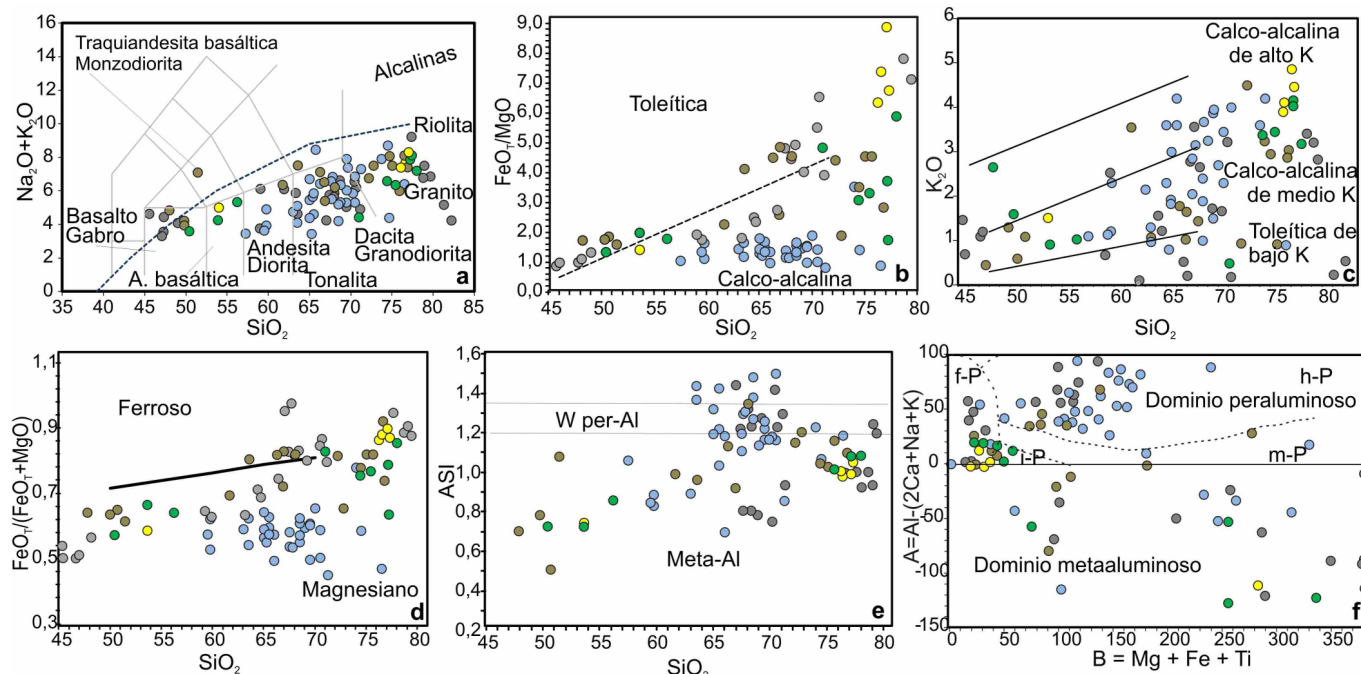 16
14
12
10
8
6
4
2
0
35
40
45
50
55
60
65
70
75
80
85
Na₂O+K₂O
SiO₂
Traquiandesita basáltica
Monzodiorita
Alcalinas
Riolita
Granito
Basalto
Gabro
A. basáltica
Andesita
Diorita
Tonalita
Dacita
Granodiorita
a
9,0
8,0
7,0
6,0
5,0
4,0
3,0
2,0
1,0
0,0
45
50
55
60
65
70
75
80
FeOT/MgO
SiO₂
Toleítica
Calco-alcalina
b
6
5
4
3
2
1
0
45
50
55
60
65
70
75
80
K₂O
SiO₂
Calco-alcalina
de alto K
Calco-alcalina
de medio K
Toleítica de
bajo K
c
1,1
0,9
0,7
0,5
0,3
45
50
55
60
65
70
75
80
FeOT/(FeOT+MgO)
SiO₂
Ferroso
Magnesiano
d
1,6
1,4
1,2
1,0
0,8
0,6
0,4
0,2
45
50
55
60
65
70
75
80
ASI
SiO₂
W per-Al
Meta-Al
e
100
50
0
-50
-100
-150
0
50
100
150
200
250
300
350
A=Al-(2Ca+Na+K)
B = Mg + Fe + Ti
f-P
h-P
Dominio peraluminoso
l-P
m-P
Dominio metaaluminoso
f